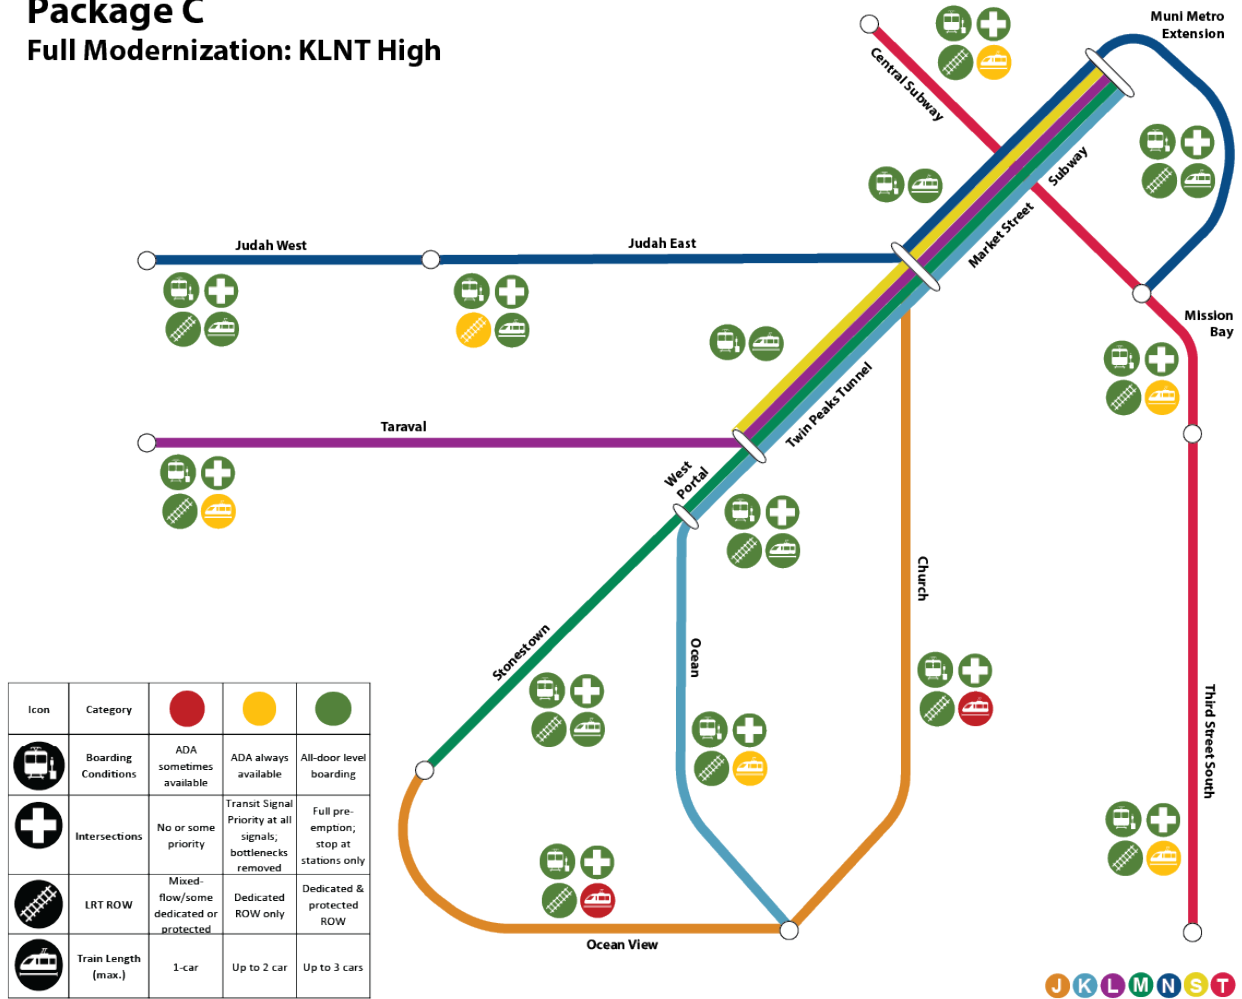 Package C
Full Modernization: KLNT High
Muni Metro
Extension
Central Subway
Subway
Market Street
Judah West
Judah East
Mission
Bay
Twin Peaks Tunnel
Taraval
West
Portal
Church
Ocean
Stonestown
Third Street South
Ocean View
Icon
Category
Boarding
Conditions
ADA
sometimes
available
ADA always
available
All-door level
boarding
Intersections
No or some
priority
Transit Signal
Priority at all
signals;
bottlenecks
removed
Full pre-
emption;
stop at
stations only
LRT ROW
Mixed-
flow/some
dedicated or
protected
Dedicated
ROW only
Dedicated &
protected
ROW
Train Length
(max.)
1-car
Up to 2 car
Up to 3 cars
J K L M N S T